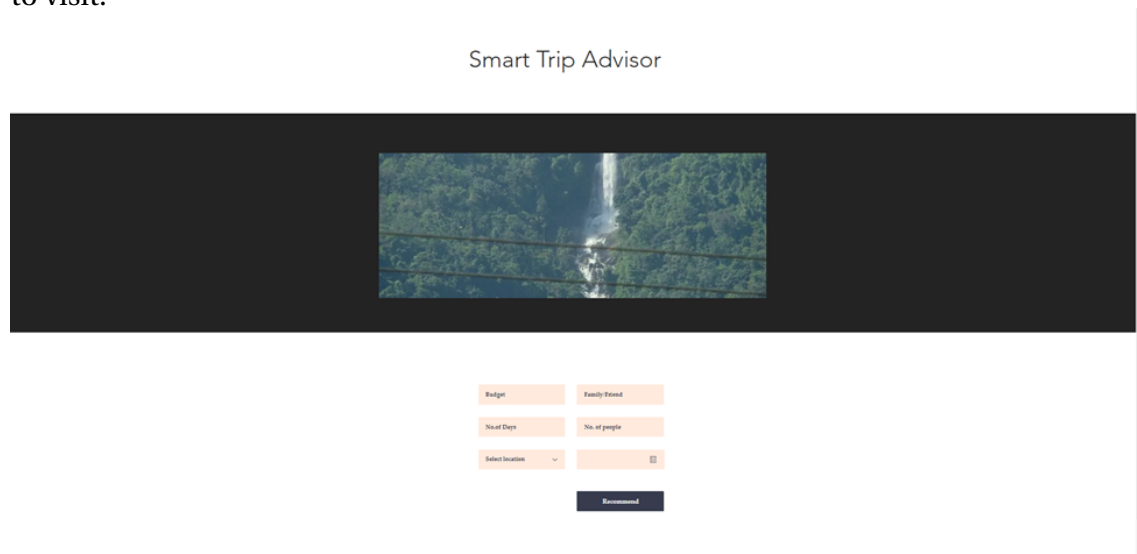 to visit.
Smart Trip Advisor
Budget
Family/Friend
No.of Days
No. of people
Select location
Recommend